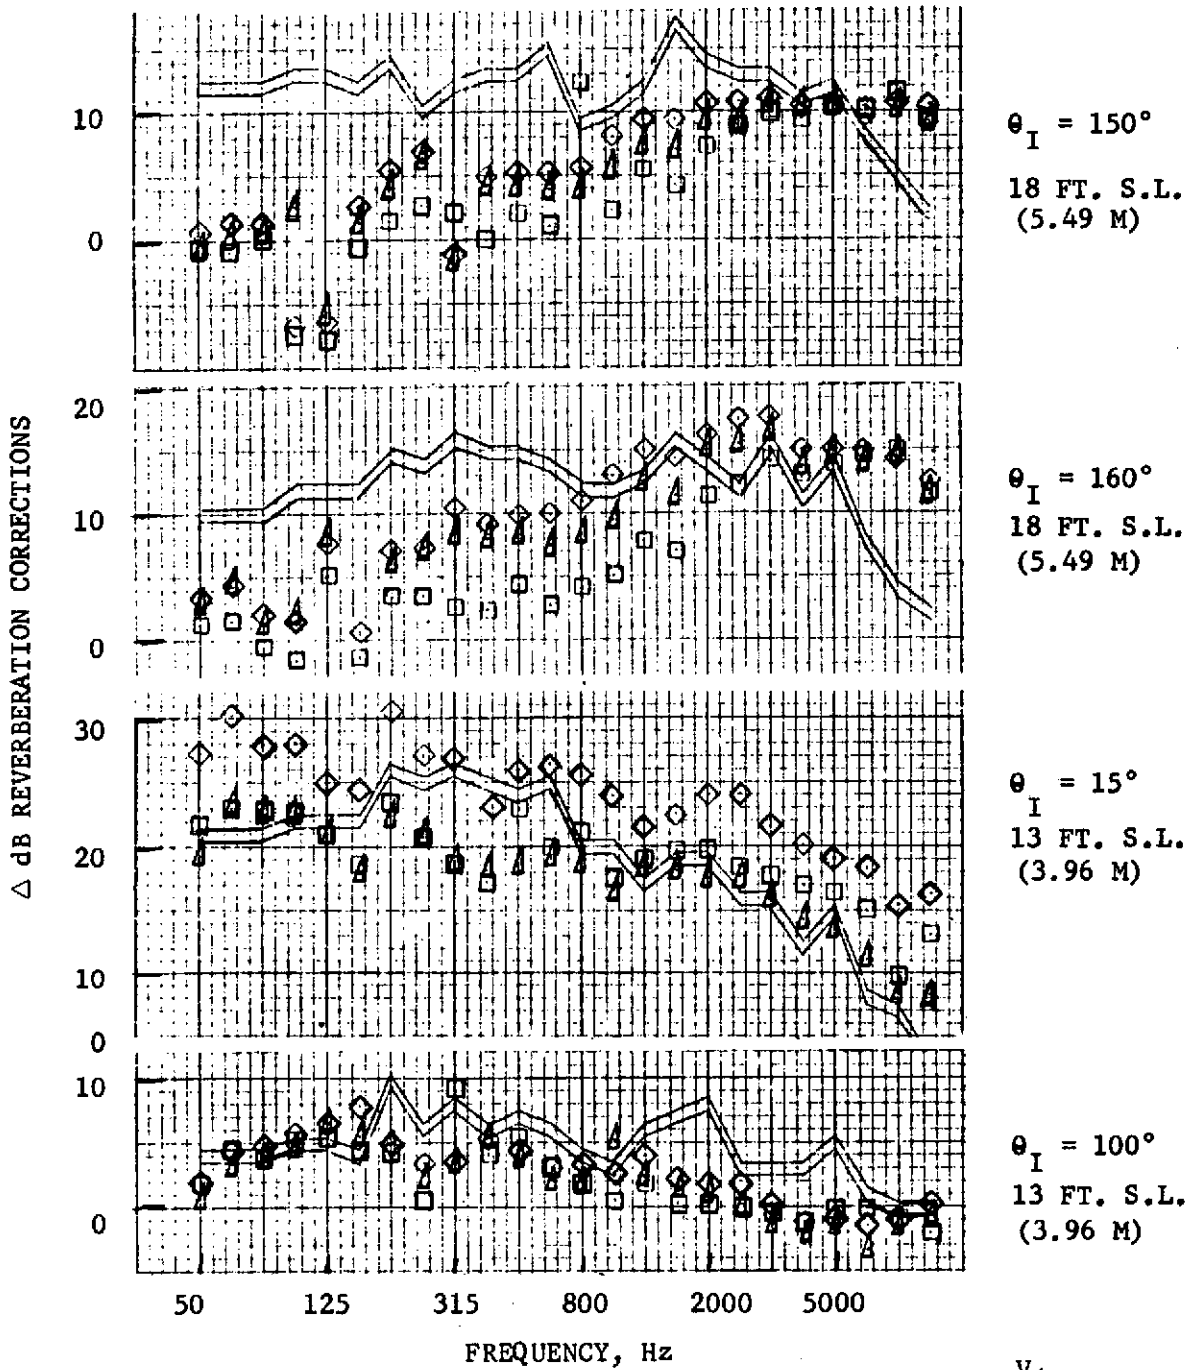 Δ dB REVERBERATION CORRECTIONS
10
0
θI = 150°
18 FT. S.L.
(5.49 M)
20
10
0
θI = 160°
18 FT. S.L.
(5.49 M)
30
20
10
0
θI = 15°
13 FT. S.L.
(3.96 M)
10
0
θI = 100°
13 FT. S.L.
(3.96 M)
50 125 315 800 2000 5000
FREQUENCY, Hz